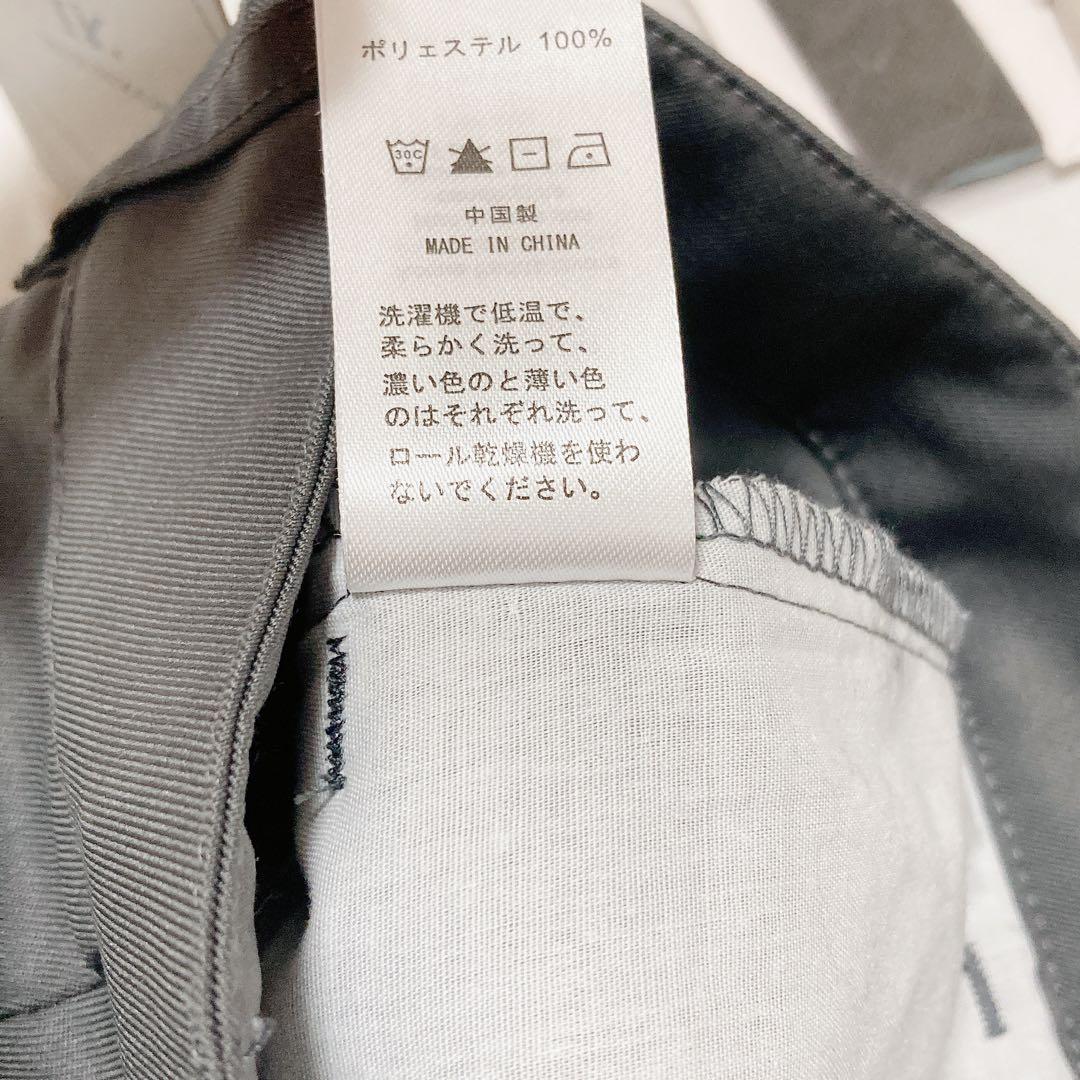 ポリェステル 100%
30C
中国製
MADE IN CHINA
洗濯機で低温で、
柔らかく洗って、
濃い色のと薄い色
のはそれぞれ洗って、
ロール乾燥機を使わ
ないでください。